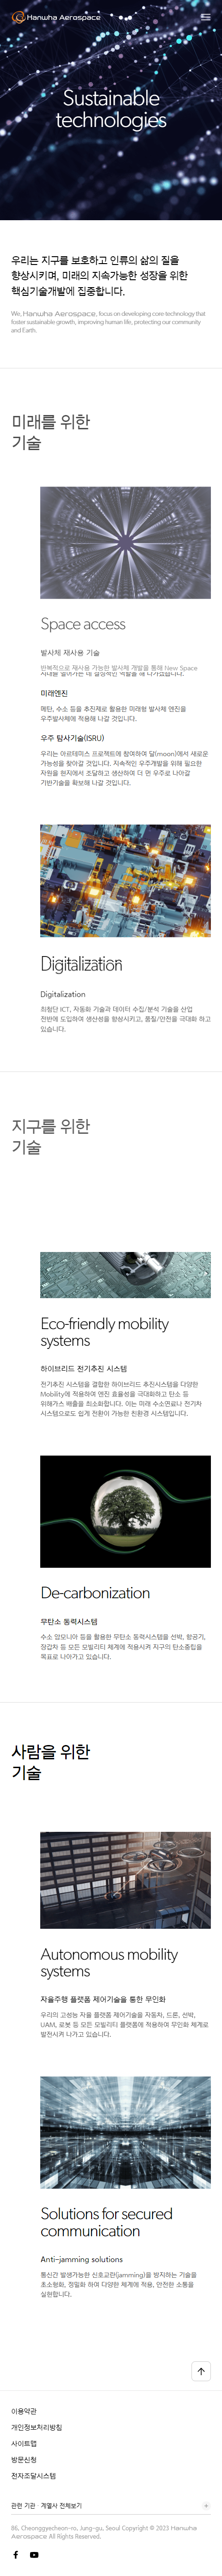 Hanwha Aerospace
Sustainable
technologies
우리는 지구를 보호하고 인류의 삶의 질을
향상시키며, 미래의 지속가능한 성장을 위한
핵심기술개발에 집중합니다.
We, Hanwha Aerospace, focus on developing core technology that
foster sustainable growth, improving human life, protecting our community
and Earth.
미래를 위한
기술
Space access
발사체 재사용 기술
반복적으로 재사용 가능한 발사체 개발을 통해 New Space
미래엔진
메탄, 수소 등을 추진제로 활용한 미래형 발사체 엔진을
우주발사체에 적용해 나갈 것입니다.
우주 탐사기술(ISRU)
우리는 아르테미스 프로젝트에 참여하여 달(moon)에서 새로운
가능성을 찾아갈 것입니다. 지속적인 우주개발을 위해 필요한
자원을 현지에서 조달하고 생산하여 더 먼 우주로 나아갈
기반기술을 확보해 나갈 것입니다.
Digitalization
Digitalization
최첨단 ICT, 자동화 기술과 데이터 수집/분석 기술을 산업
전반에 도입하여 생산성을 향상시키고, 품질/안전을 극대화 하고
있습니다.
지구를 위한
기술
Eco-friendly mobility
systems
하이브리드 전기추진 시스템
전기추진 시스템을 결합한 하이브리드 추진시스템을 다양한
Mobility에 적용하여 엔진 효율성을 극대화하고 탄소 등
위해가스 배출을 최소화합니다. 이는 미래 수소연료나 전기차
시스템으로도 쉽게 전환이 가능한 친환경 시스템입니다.
De-carbonization
무탄소 동력시스템
수소 암모니아 등을 활용한 무탄소 동력시스템을 선박, 항공기,
장갑차 등 모든 모빌리티 체계에 적용시켜 지구의 탄소중립을
목표로 나아가고 있습니다.
사람을 위한
기술
Autonomous mobility
systems
자율주행 플랫폼 제어기술을 통한 무인화
우리의 고성능 자율 플랫폼 제어기술을 자동차, 드론, 선박,
UAM, 로봇 등 모든 모빌리티 플랫폼에 적용하여 무인화 체계로
발전시켜 나가고 있습니다.
Solutions for secured
communication
Anti-jamming solutions
통신간 발생가능한 신호교란(jamming)을 방지하는 기술을
초소형화, 정밀화 하여 다양한 체계에 적용, 안전한 소통을
실현합니다.
이용약관
개인정보처리방침
사이트맵
방문신청
전자조달시스템
관련 기관 · 계열사 전체보기
86, Cheonggyecheon-ro, Jung-gu, Seoul Copyright © 2023 Hanwha
Aerospace All Rights Reserved.